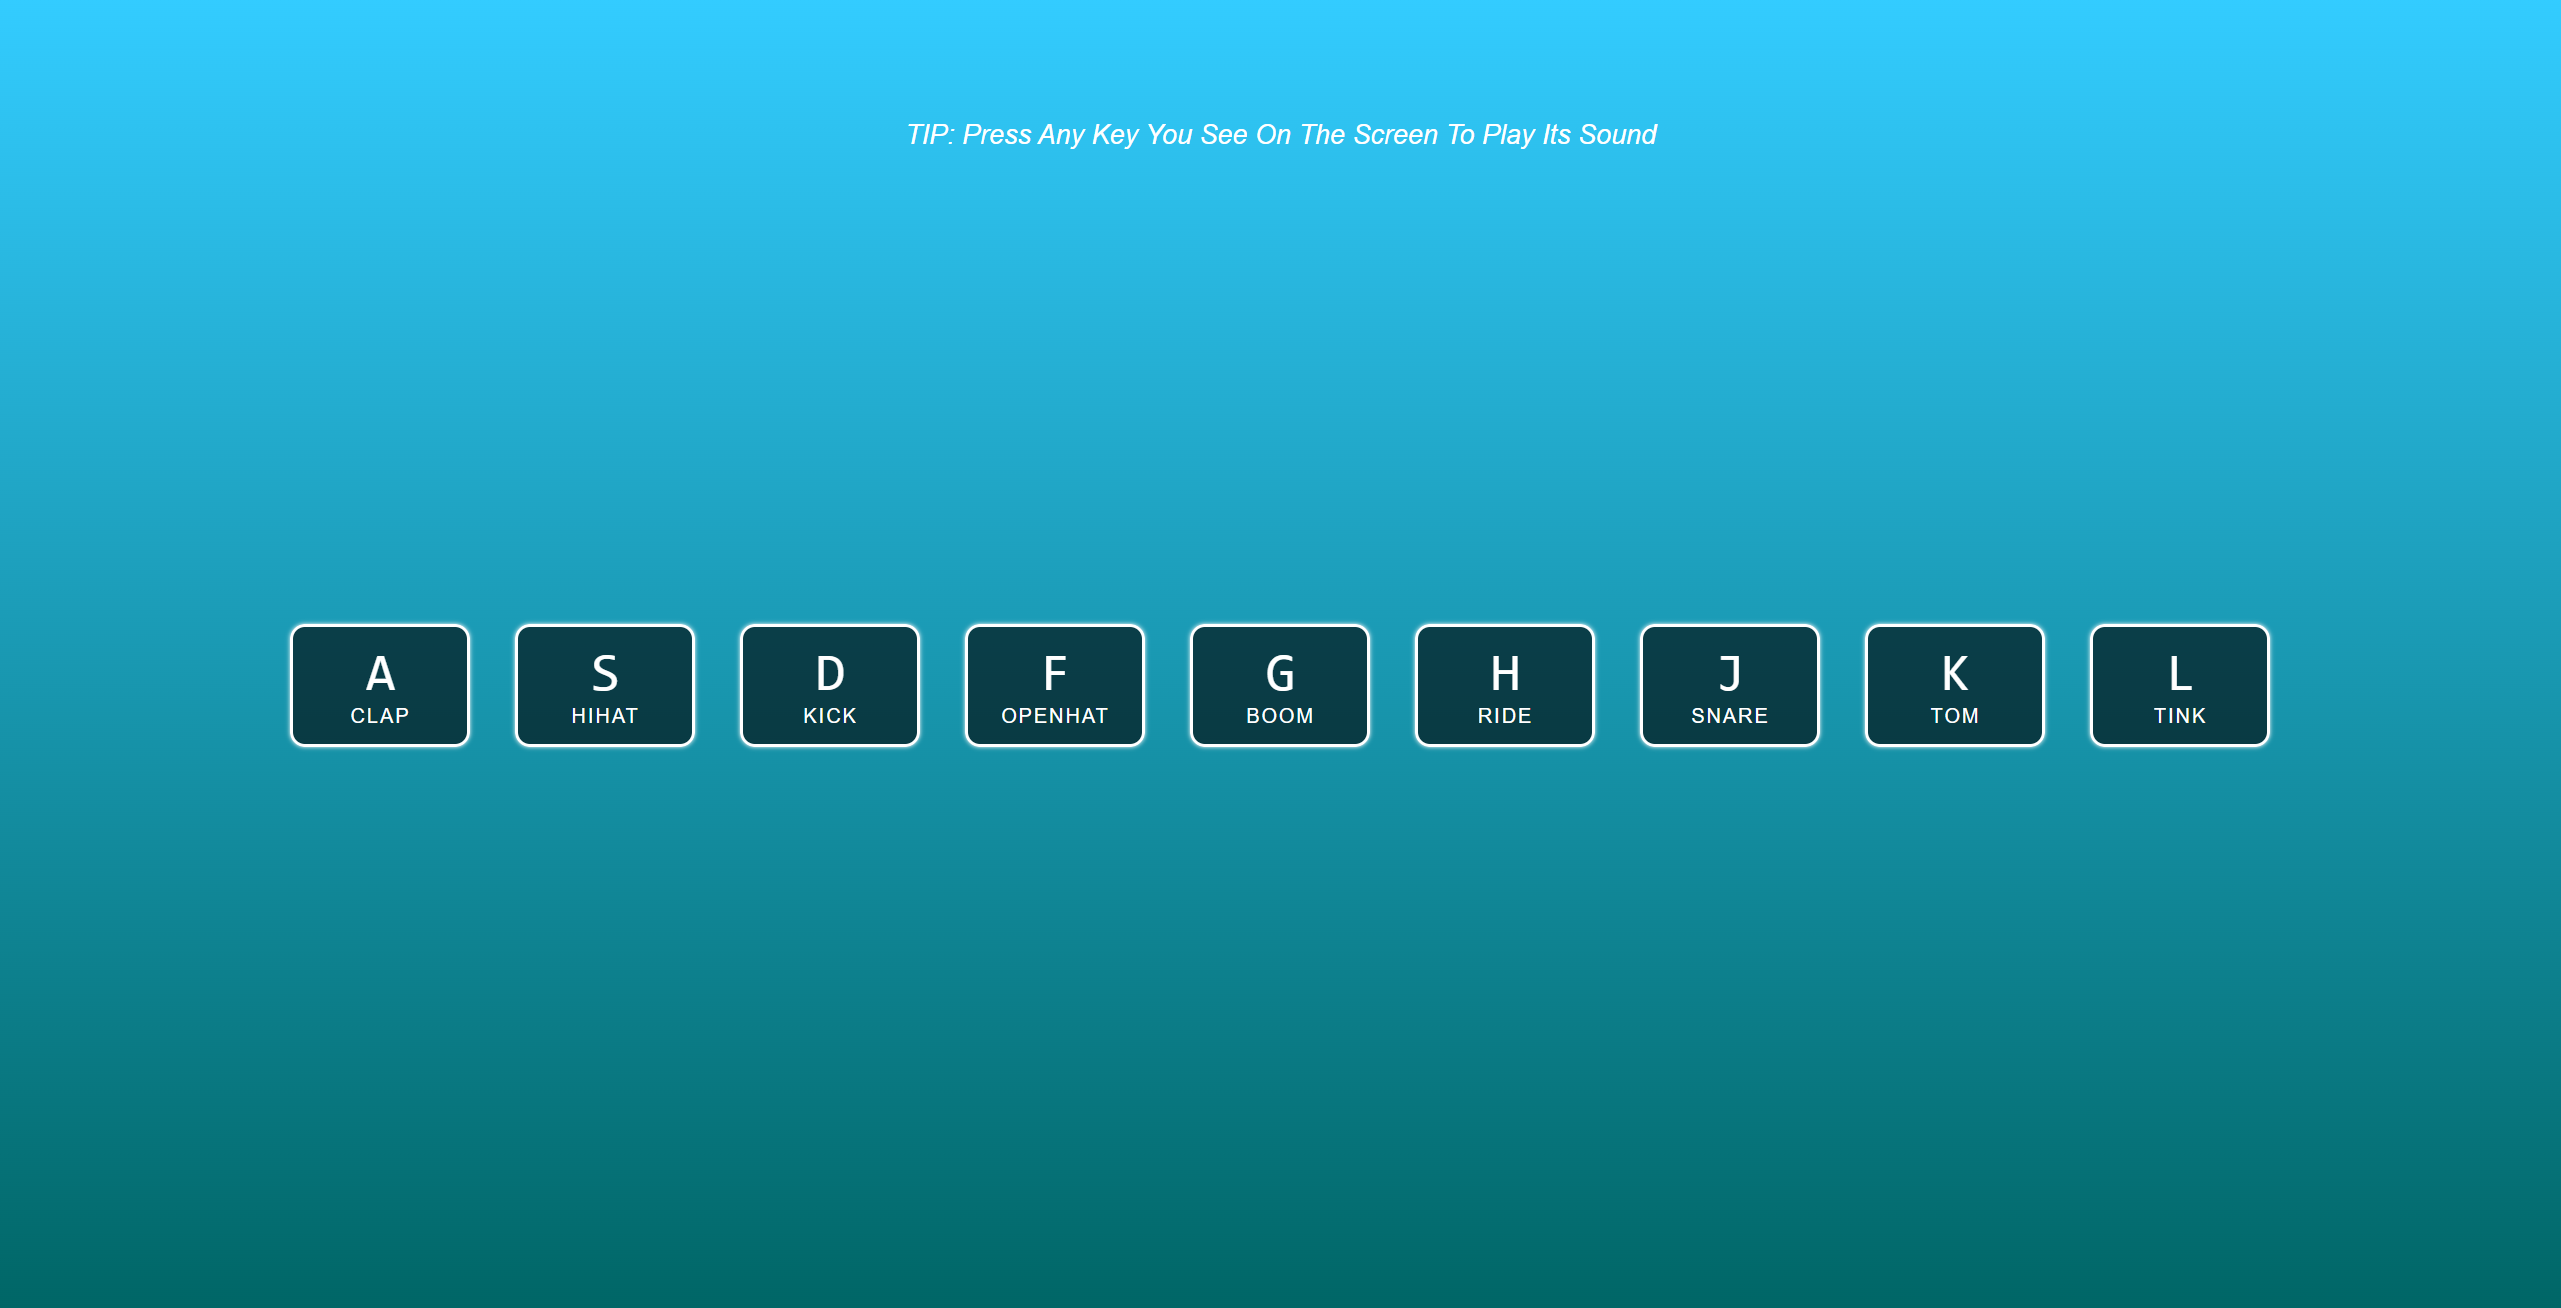 TIP: Press Any Key You See On The Screen To Play Its Sound
A S D F G H J K L
CLAP HIHAT KICK OPENHAT BOOM RIDE SNARE TOM TINK